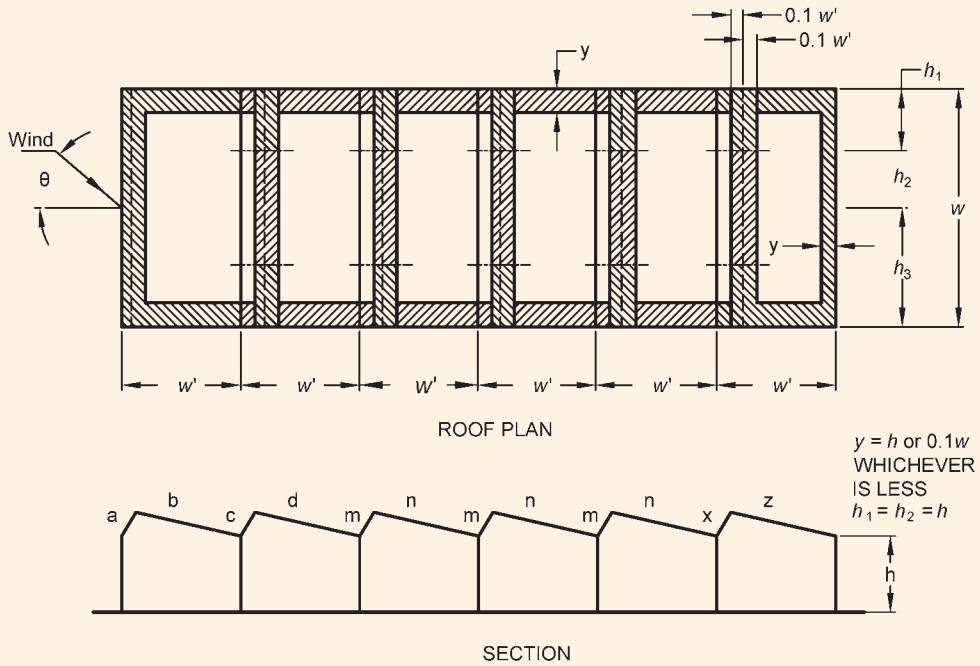 0.1 w'
0.1 w'
y
h₁
Wind
θ
h₂
w
y
h₃
w' w' w' w' w' w'
ROOF PLAN
y = h or 0.1w
WHICHEVER
IS LESS
h₁ = h₂ = h
a b c d m n m n m n x z
h
SECTION